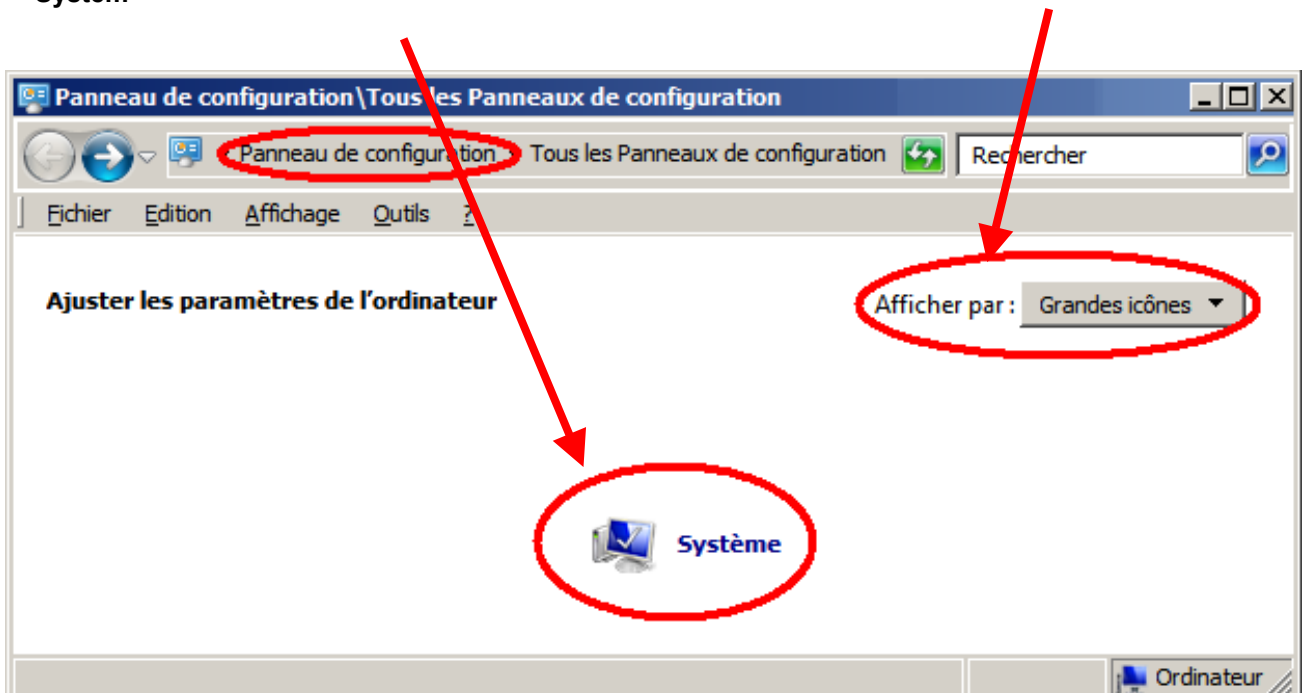 Panneau de configuration\Tous les Panneaux de configuration
Panneau de configuration Tous les Panneaux de configuration Rechercher
Fichier Edition Affichage Outils ?
Ajuster les paramètres de l'ordinateur
Afficher par : Grandes icônes
Système
Ordinateur